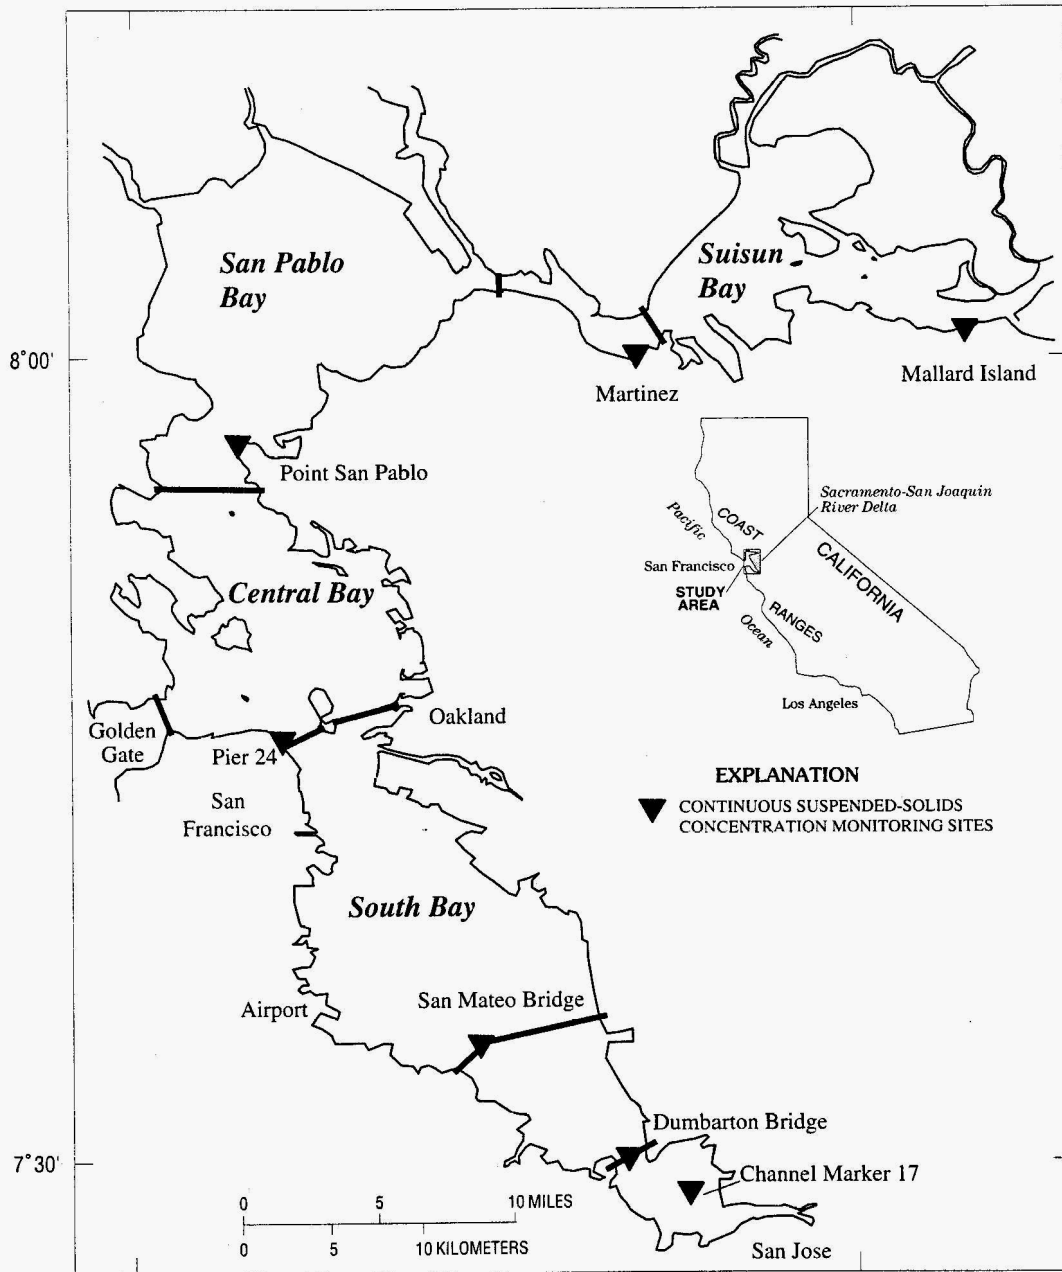 San Pablo
Bay
Suisun
Bay
8°00'
Martinez
Mallard Island
Point San Pablo
Sacramento-San Joaquin
River Delta
Pacific
COAST
San Francisco
STUDY
AREA
CALIFORNIA
RANGES
Ocean
Los Angeles
Central Bay
Golden
Gate
Pier 24
Oakland
San
Francisco
EXPLANATION
CONTINUOUS SUSPENDED-SOLIDS
CONCENTRATION MONITORING SITES
South Bay
Airport
San Mateo Bridge
Dumbarton Bridge
7°30'
Channel Marker 17
0 5 10 MILES
0 5 10 KILOMETERS
San Jose